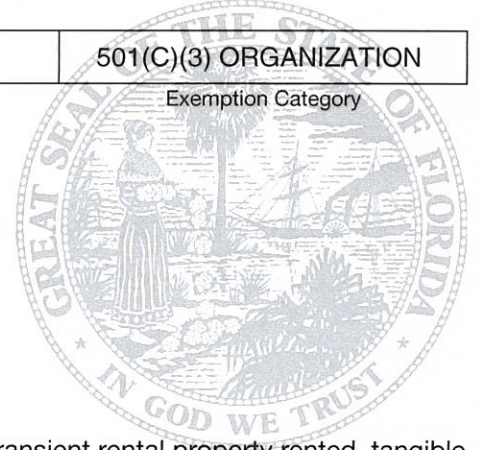 501(C)(3) ORGANIZATION
Exemption Category
GREAT SEAL OF THE STATE OF FLORIDA
IN GOD WE TRUST
transient rental property rented, tangible